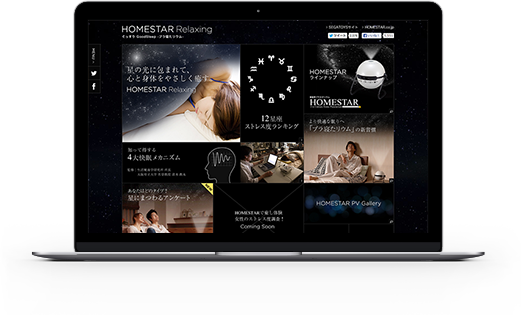 HOMESTAR Relaxing
SEGATOYSサイト
HOMESTAR.co.jp
ツイート
星の光に包まれて、
心と身体をやさしく癒す
HOMESTAR Relaxing
12星座
ストレス度ランキング
HOMESTAR
ラインナップ
HOMESTAR
知って得する
4大快眠メカニズム
より快適な眠りへ
「プラ寝たリウム」の新習慣
あなたはどのタイプ？
星にまつわるアンケート
HOMESTARで癒し体験
女性のストレス度調査！
Coming Soon
HOMESTAR PV Gallery